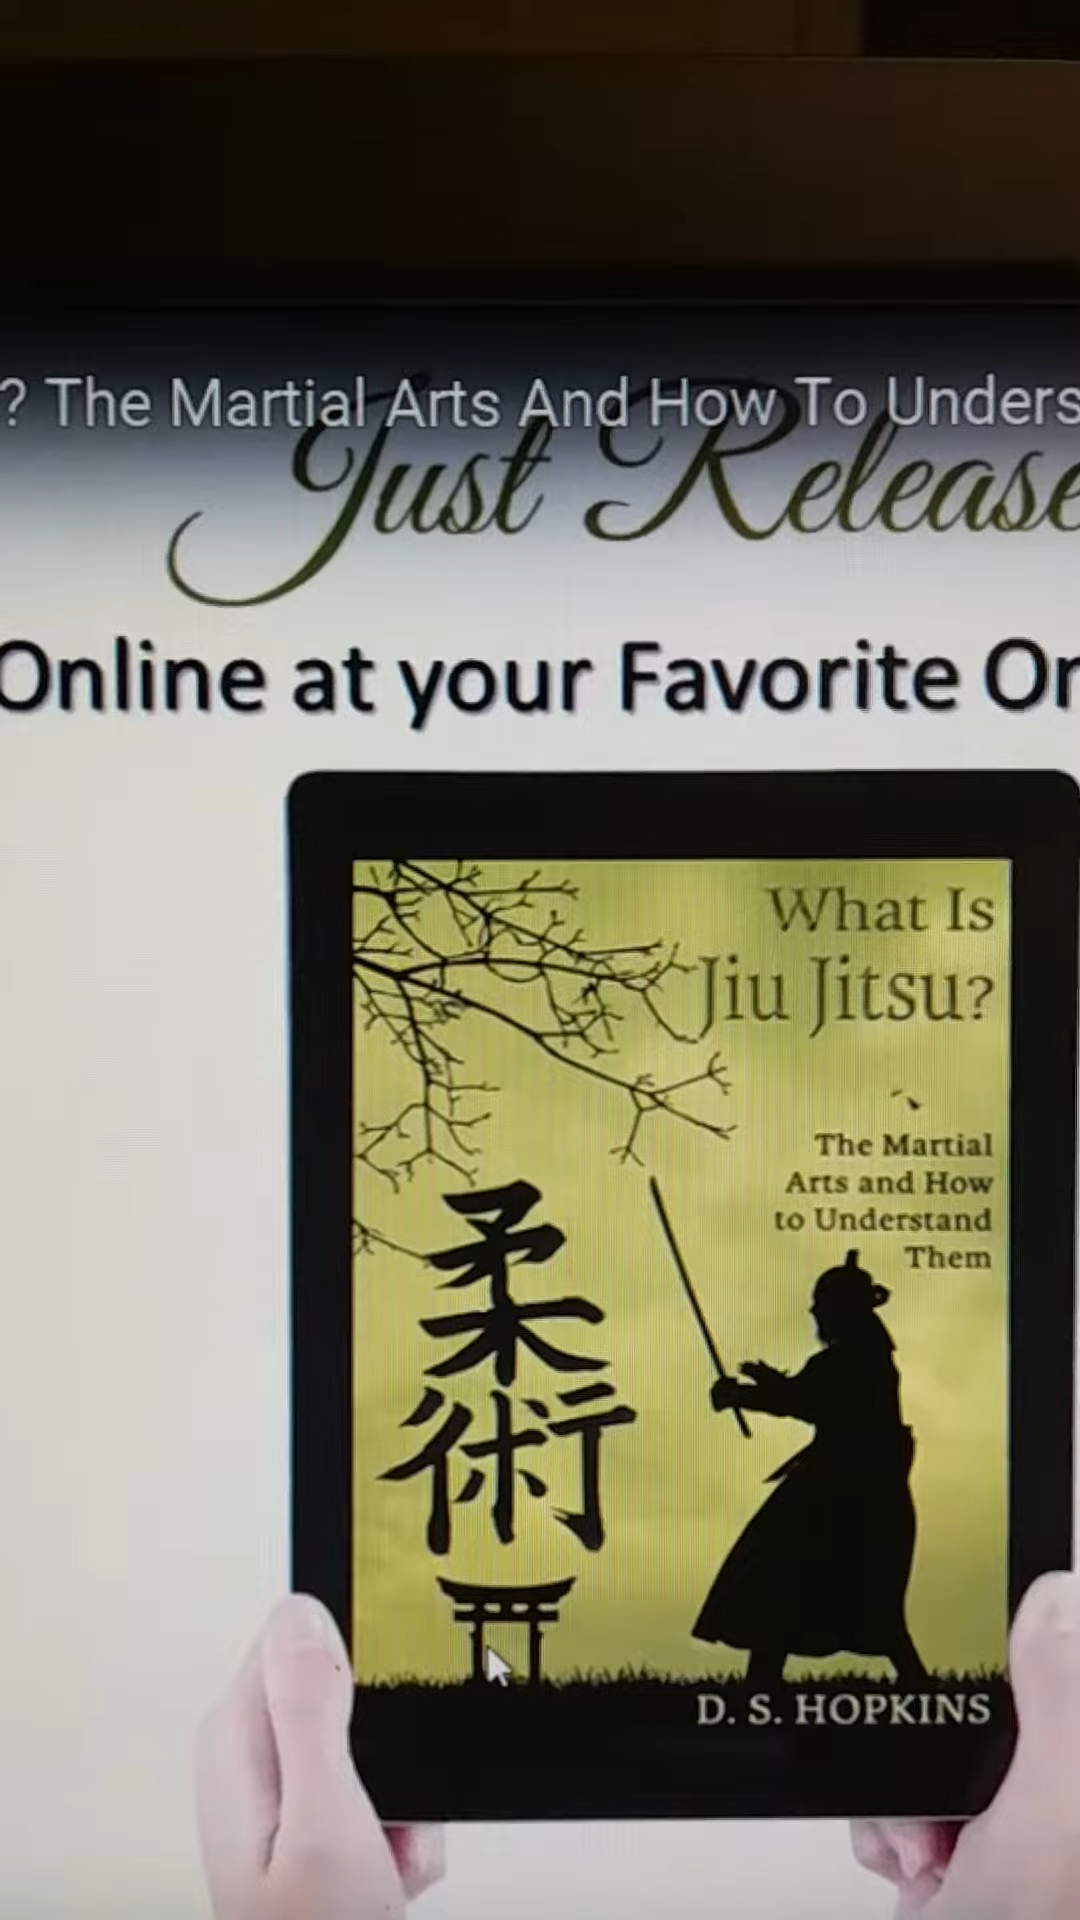 ? The Martial Arts And How To Unders
Just Release
Online at your Favorite On
What Is
Jiu Jitsu?
The Martial
Arts and How
to Understand
Them
柔
術
D. S. HOPKINS